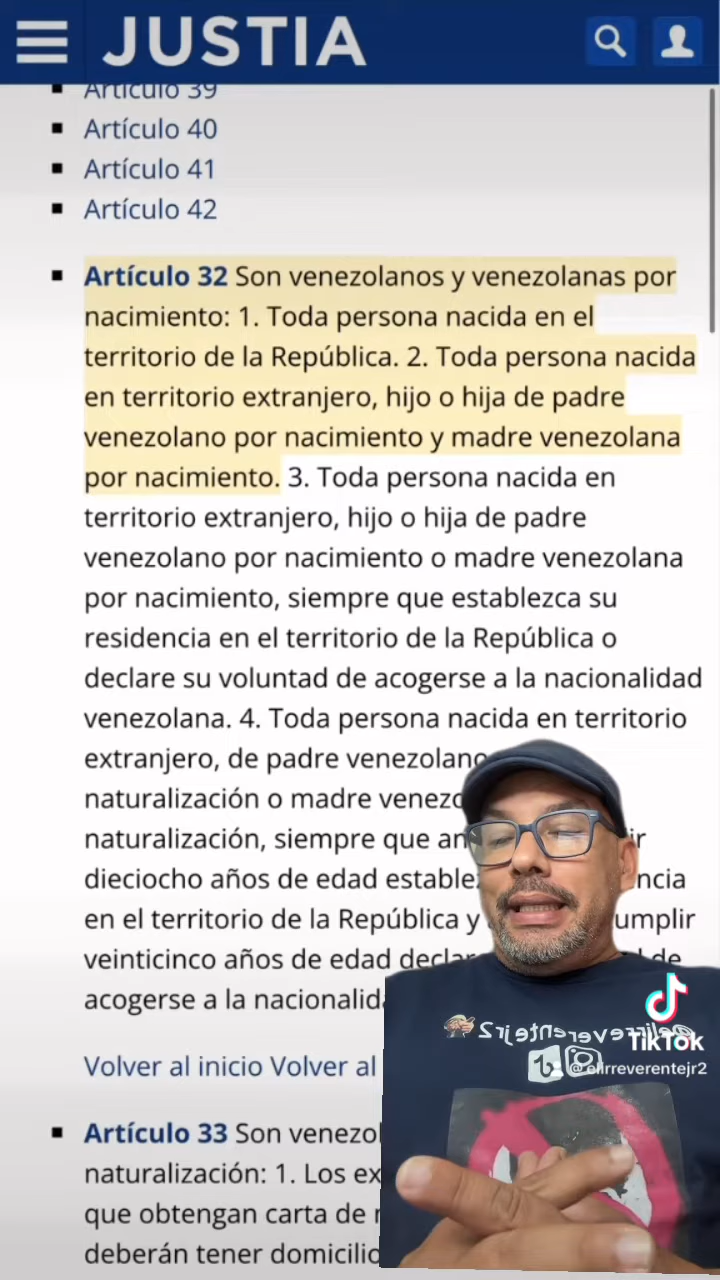 JUSTIA
Artículo 39
Artículo 40
Artículo 41
Artículo 42
Artículo 32 Son venezolanos y venezolanas por
nacimiento: 1. Toda persona nacida en el
territorio de la República. 2. Toda persona nacida
en territorio extranjero, hijo o hija de padre
venezolano por nacimiento y madre venezolana
por nacimiento. 3. Toda persona nacida en
territorio extranjero, hijo o hija de padre
venezolano por nacimiento o madre venezolana
por nacimiento, siempre que establezca su
residencia en el territorio de la República o
declare su voluntad de acogerse a la nacionalidad
venezolana. 4. Toda persona nacida en territorio
extranjero, de padre venezolano
naturalización o madre
naturalización, siempre que
dieciocho años de edad
en el territorio de la República y
veinticinco años de edad de
acogerse a la
Volver al inicio Volver al
Artículo 33 Son
naturalización: 1. Los
que obtengan carta de
deberán tener domicilio
@elirreverentejr2
TikTok
@elirreverentejr2